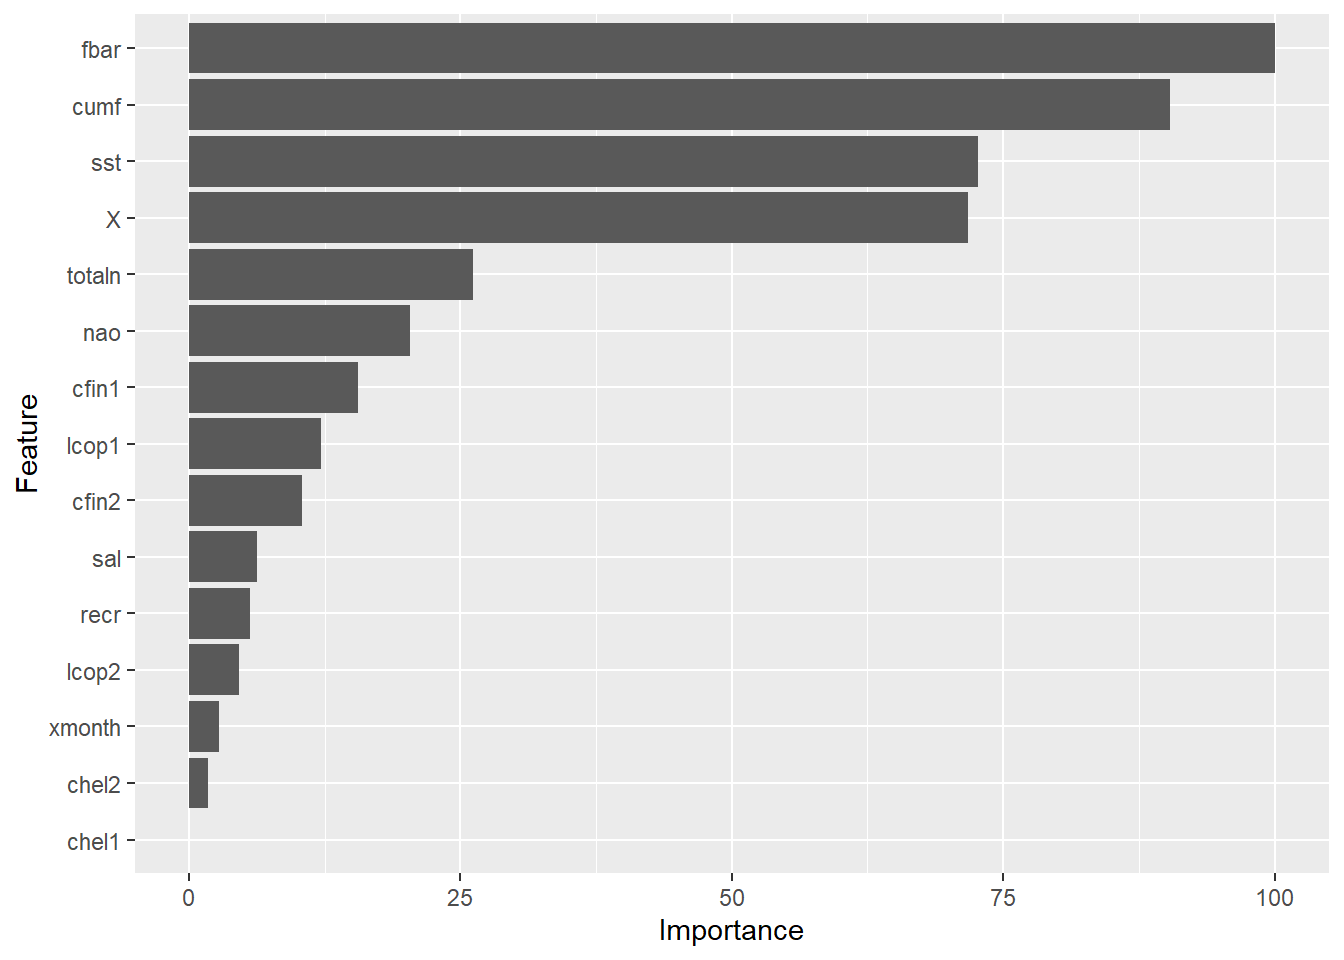 fbar
cumf
sst
X
totaln
nao
cfin1
lcop1
cfin2
sal
recr
lcop2
xmonth
chel2
chel1
Feature
0 25 50 75 100
Importance